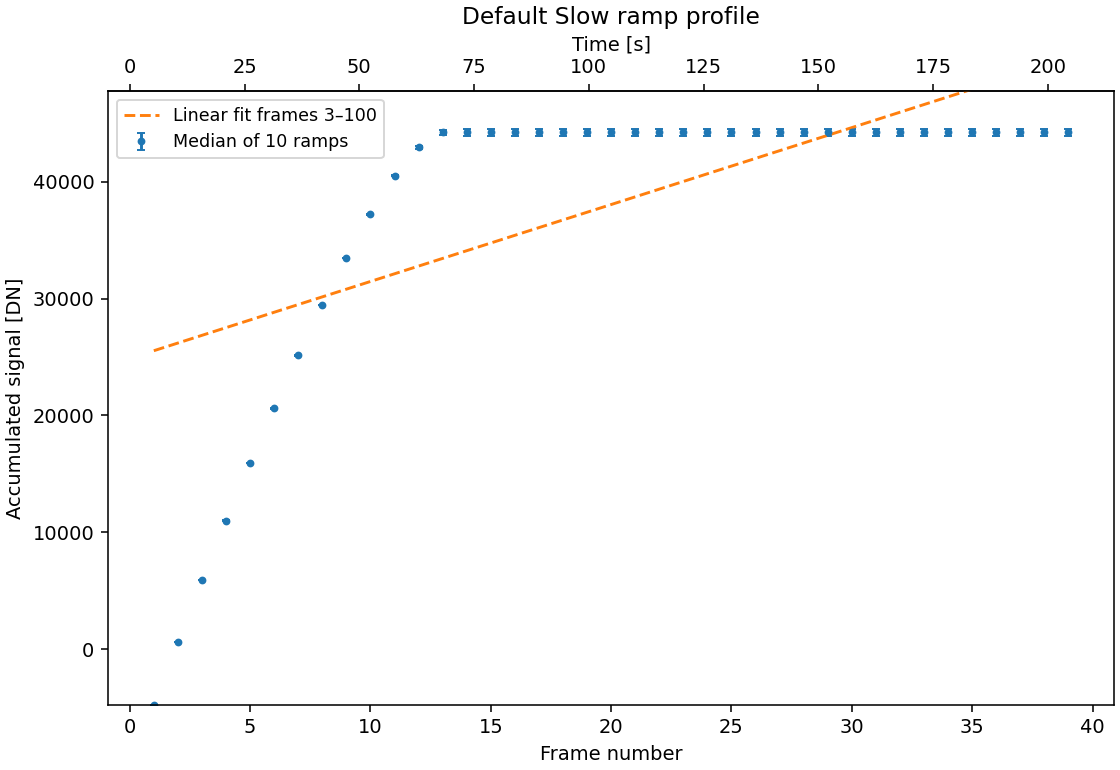 Default Slow ramp profile
Time [s]
0 25 50 75 100 125 150 175 200
Linear fit frames 3–100
Median of 10 ramps
Accumulated signal [DN]
40000
30000
20000
10000
0
0 5 10 15 20 25 30 35 40
Frame number